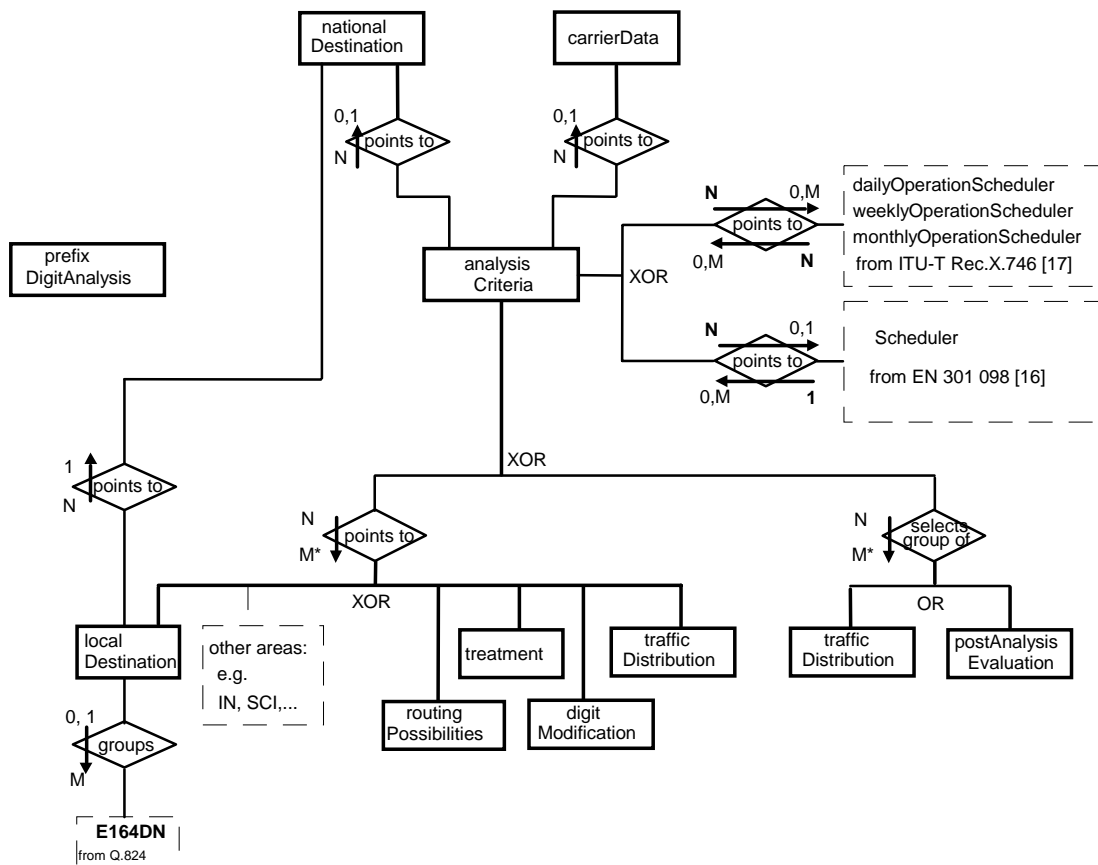 national
Destination
carrierData
0,1
points to
N
0,1
points to
N
dailyOperationScheduler
weeklyOperationScheduler
monthlyOperationScheduler
from ITU-T Rec.X.746 [17]
N
0,M
points to
0,M
N
prefix
DigitAnalysis
analysis
Criteria
XOR
N
0,1
points to
0,M
1
Scheduler
from EN 301 098 [16]
XOR
1
points to
N
N
points to
M*
N
selects
group of
M*
XOR
OR
local
Destination
other areas:
e.g.
IN, SCI,...
treatment
traffic
Distribution
traffic
Distribution
postAnalysis
Evaluation
routing
Possibilities
digit
Modification
0, 1
groups
M
E164DN
from Q.824